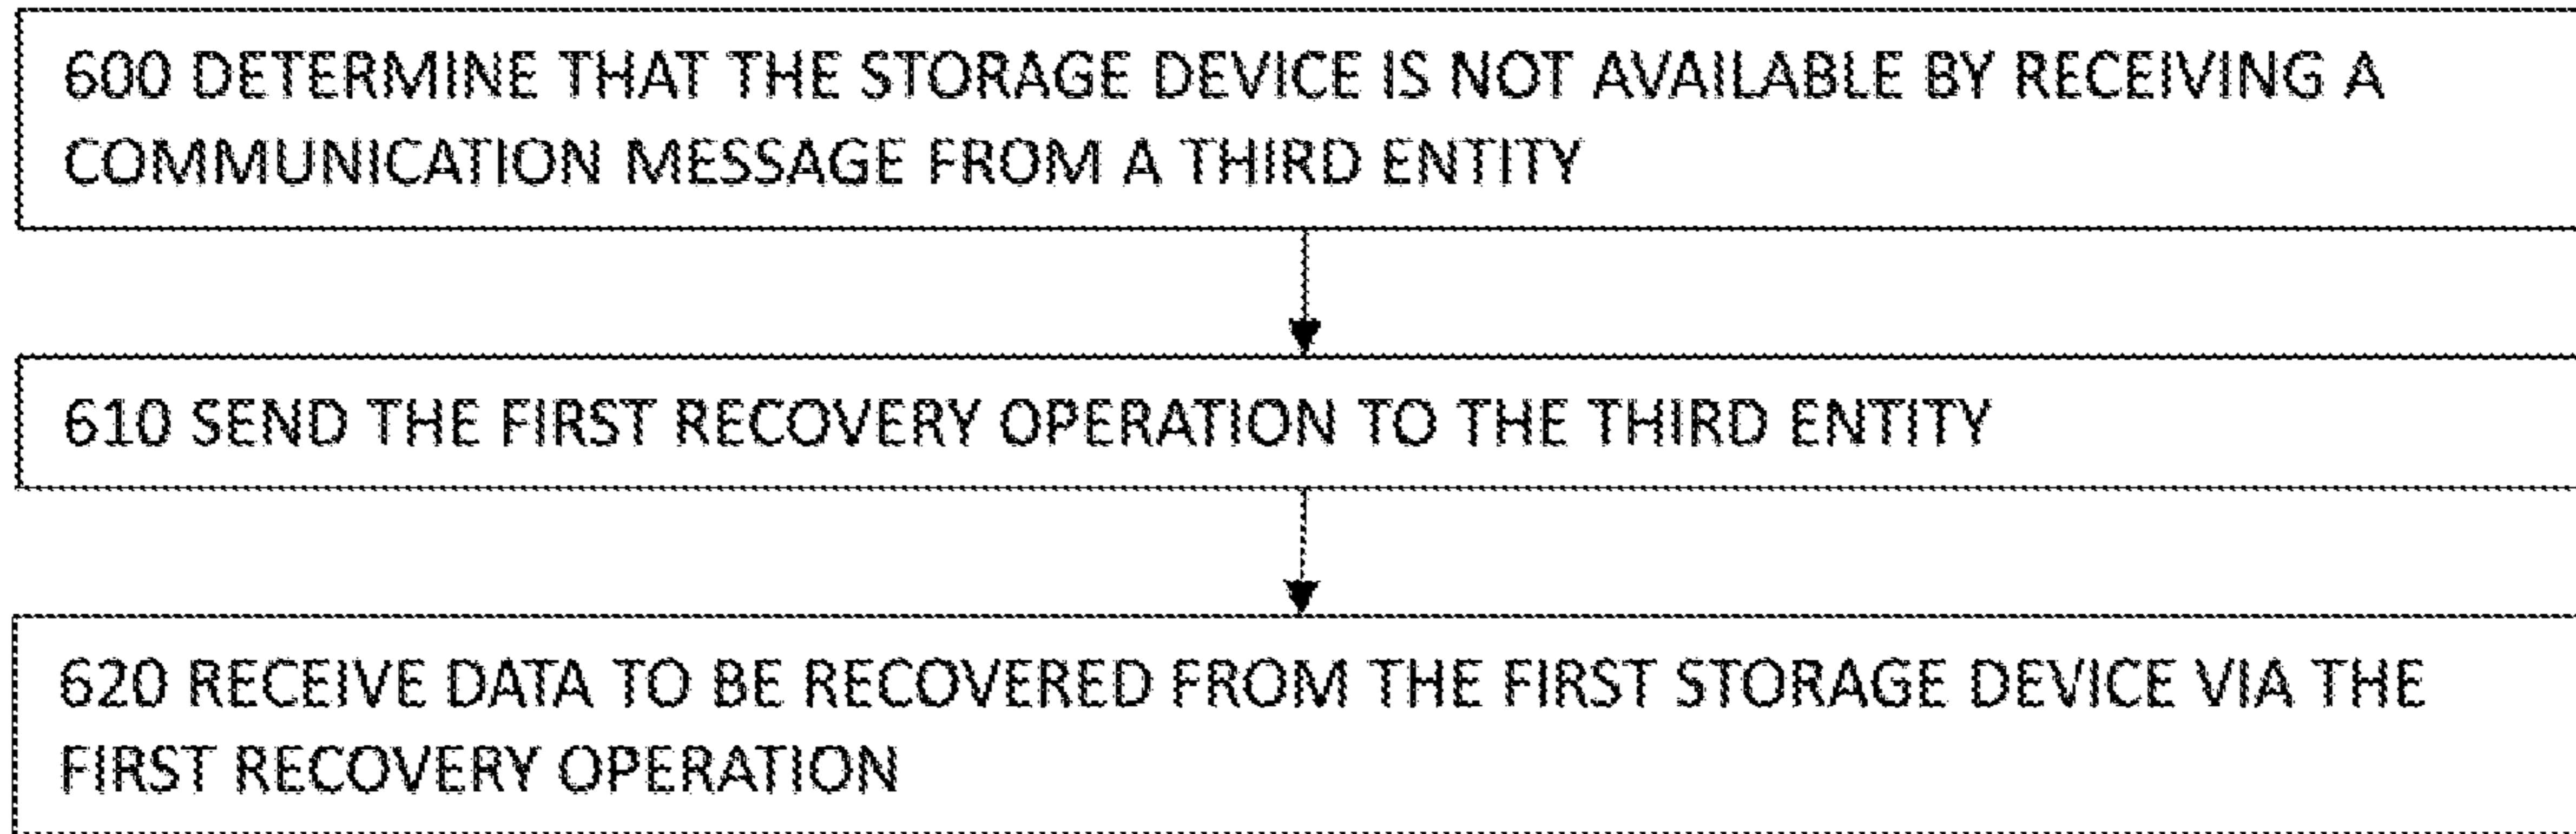 600 DETERMINE THAT THE STORAGE DEVICE IS NOT AVAILABLE BY RECEIVING A
COMMUNICATION MESSAGE FROM A THIRD ENTITY
610 SEND THE FIRST RECOVERY OPERATION TO THE THIRD ENTITY
620 RECEIVE DATA TO BE RECOVERED FROM THE FIRST STORAGE DEVICE VIA THE
FIRST RECOVERY OPERATION